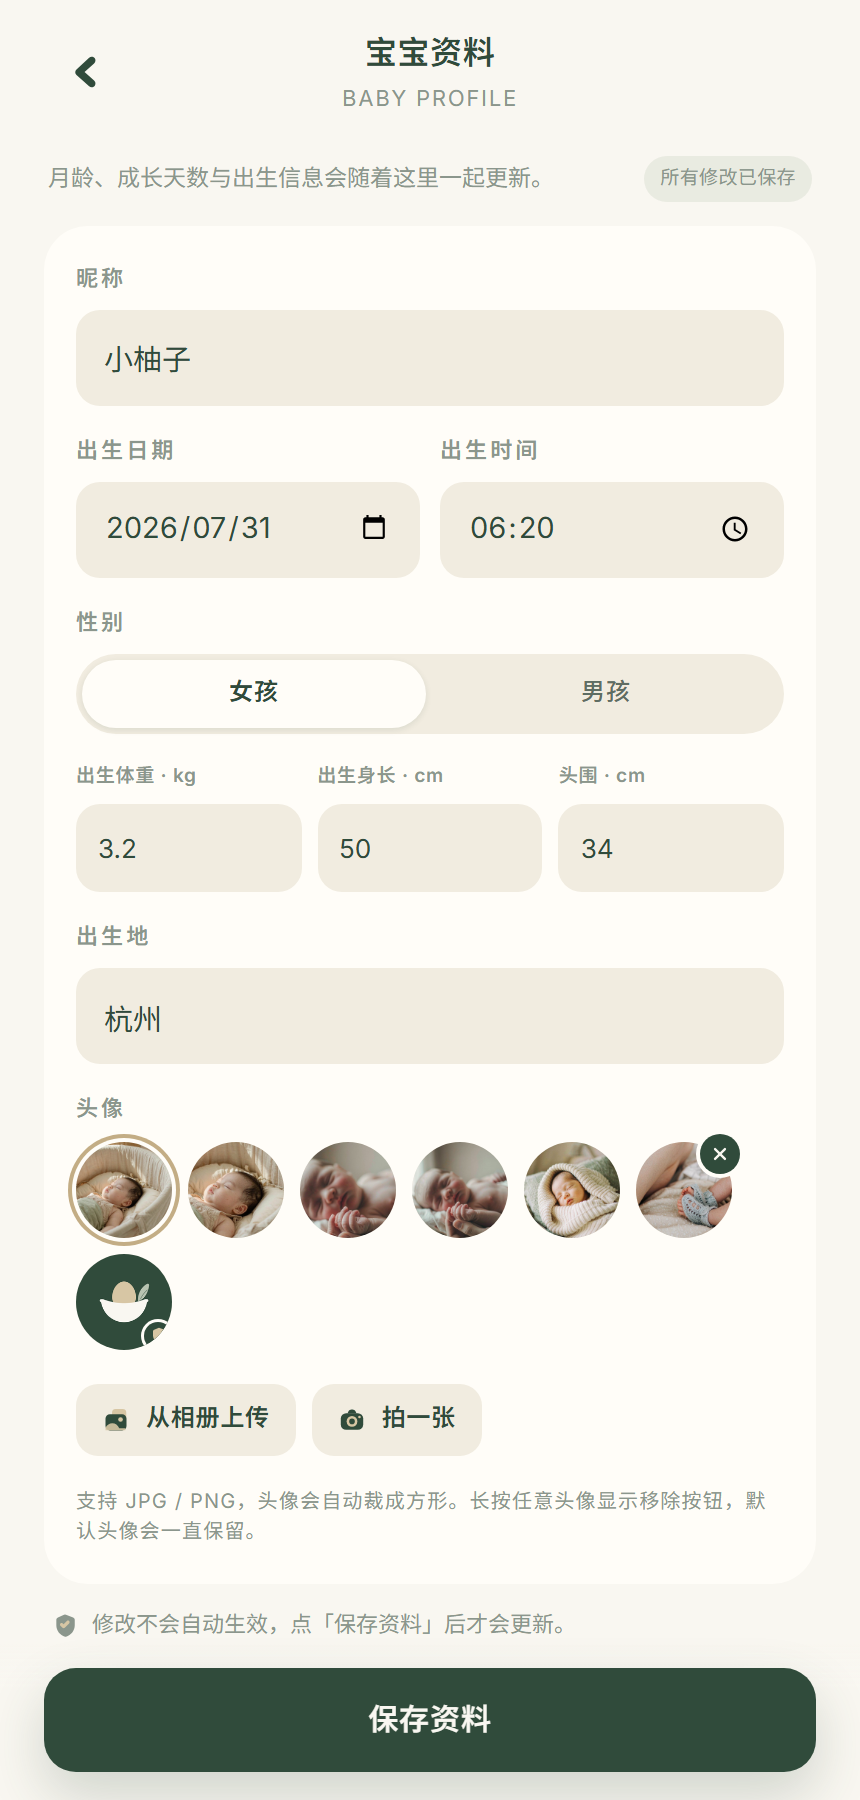 宝宝资料
BABY PROFILE
月龄、成长天数与出生信息会随着这里一起更新。
所有修改已保存
昵称
小柚子
出生日期
出生时间
2026/07/31
06:20
性别
女孩
男孩
出生体重 · kg
出生身长 · cm
头围 · cm
3.2
50
34
出生地
杭州
头像
从相册上传
拍一张
支持 JPG / PNG，头像会自动裁成方形。长按任意头像显示移除按钮，默
认头像会一直保留。
修改不会自动生效，点「保存资料」后才会更新。
保存资料